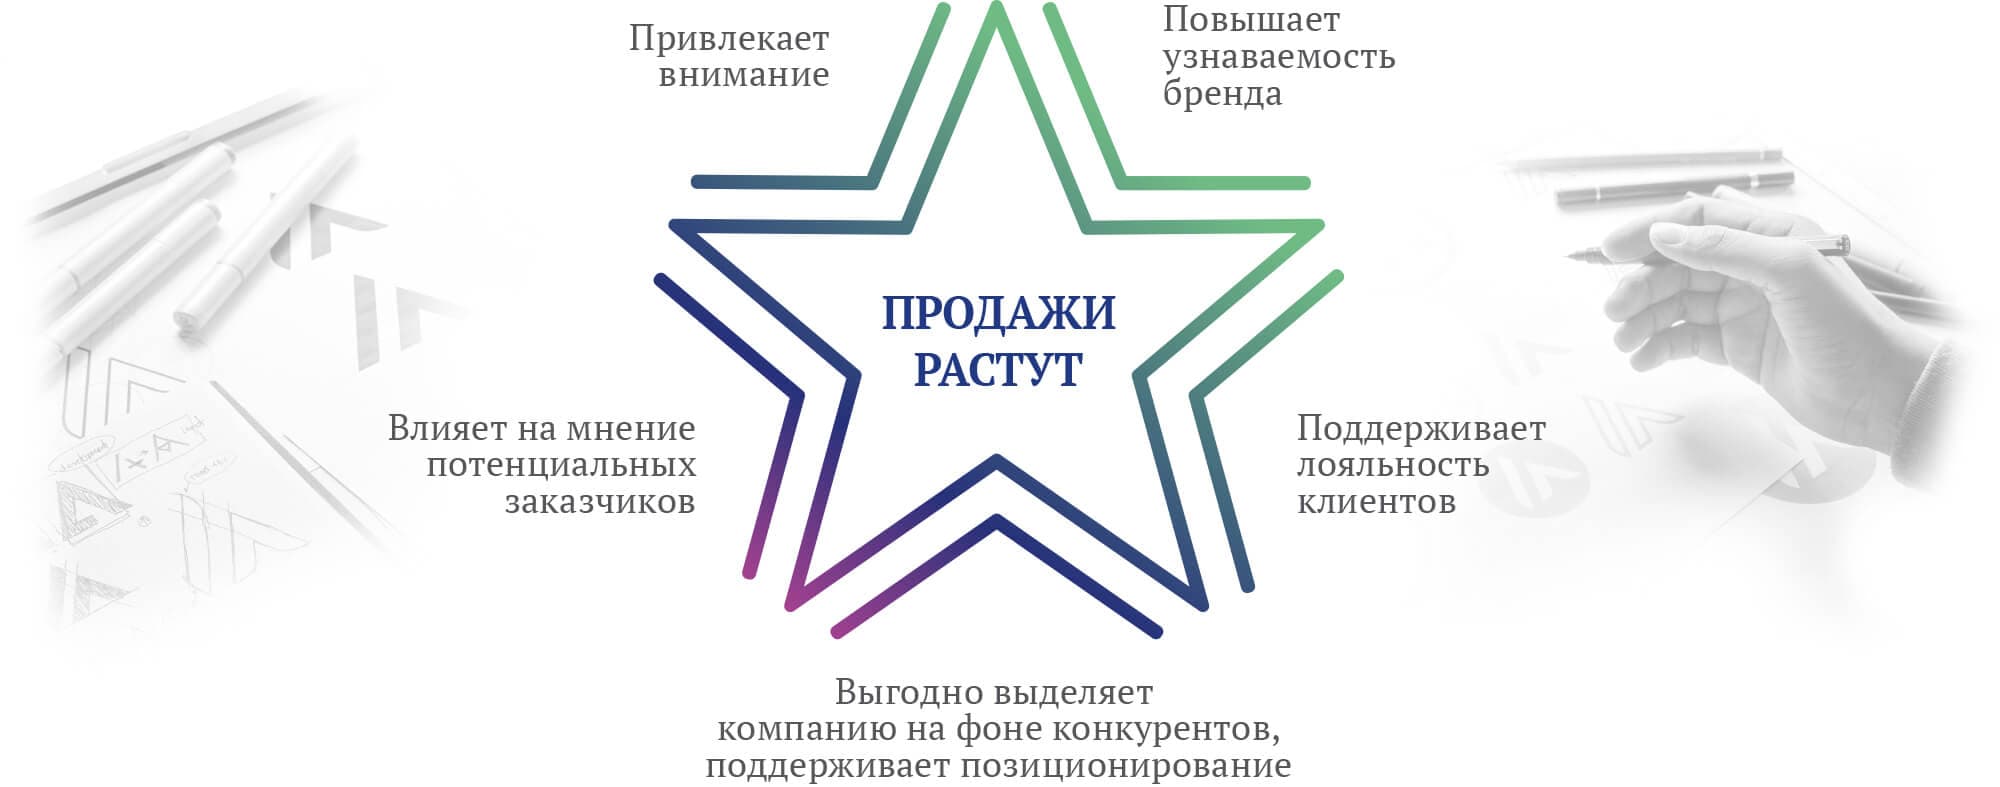 Привлекает
внимание
Повышает
узнаваемость
бренда
ПРОДАЖИ
РАСТУТ
Влияет на мнение
потенциальных
заказчиков
Поддерживает
лояльность
клиентов
Выгодно выделяет
компанию на фоне конкурентов,
поддерживает позиционирование